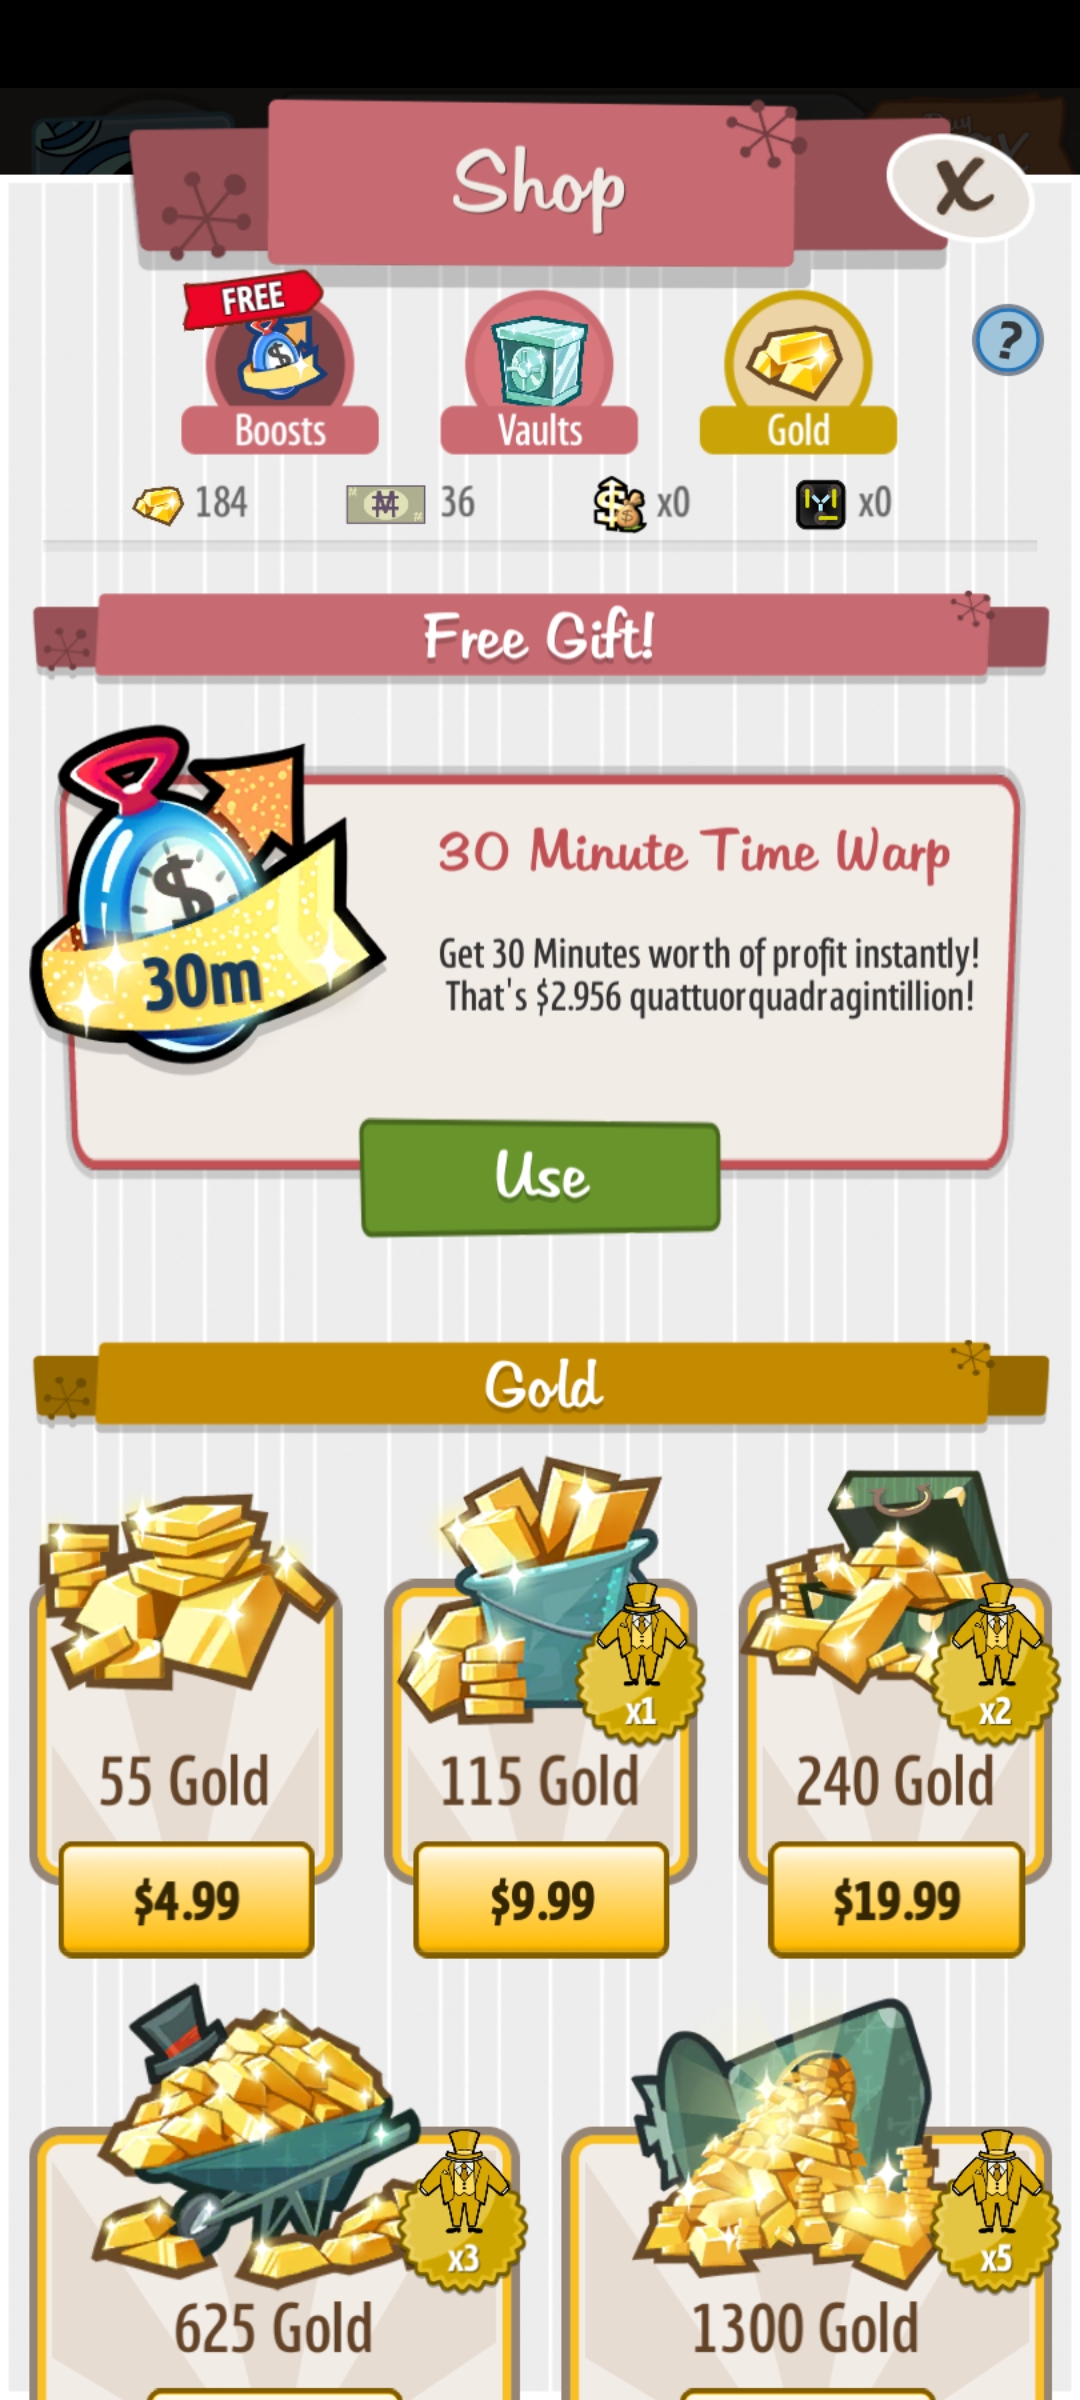 Shop
X
FREE
Boosts
Vaults
Gold
?
184
36
x0
x0
Free Gift!
30m
30 Minute Time Warp
Get 30 Minutes worth of profit instantly!
That's $2.956 quattuorquadragintillion!
Use
Gold
x1
x2
55 Gold
115 Gold
240 Gold
$4.99
$9.99
$19.99
x3
x5
625 Gold
1300 Gold